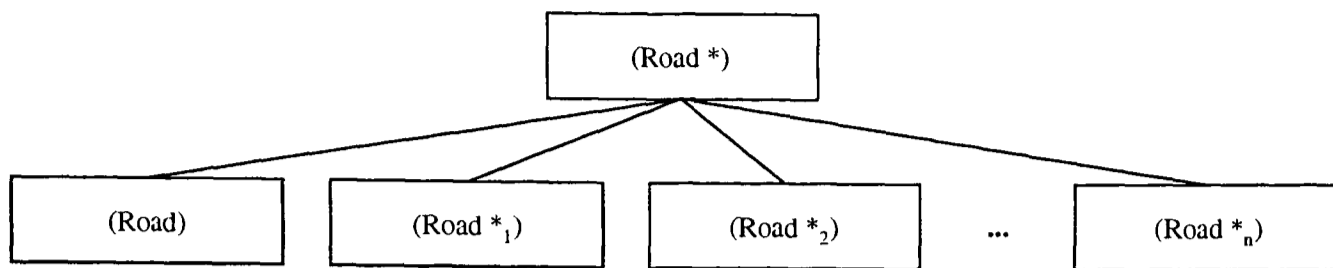 (Road *)
(Road) (Road *₁) (Road *₂) ... (Road *ₙ)